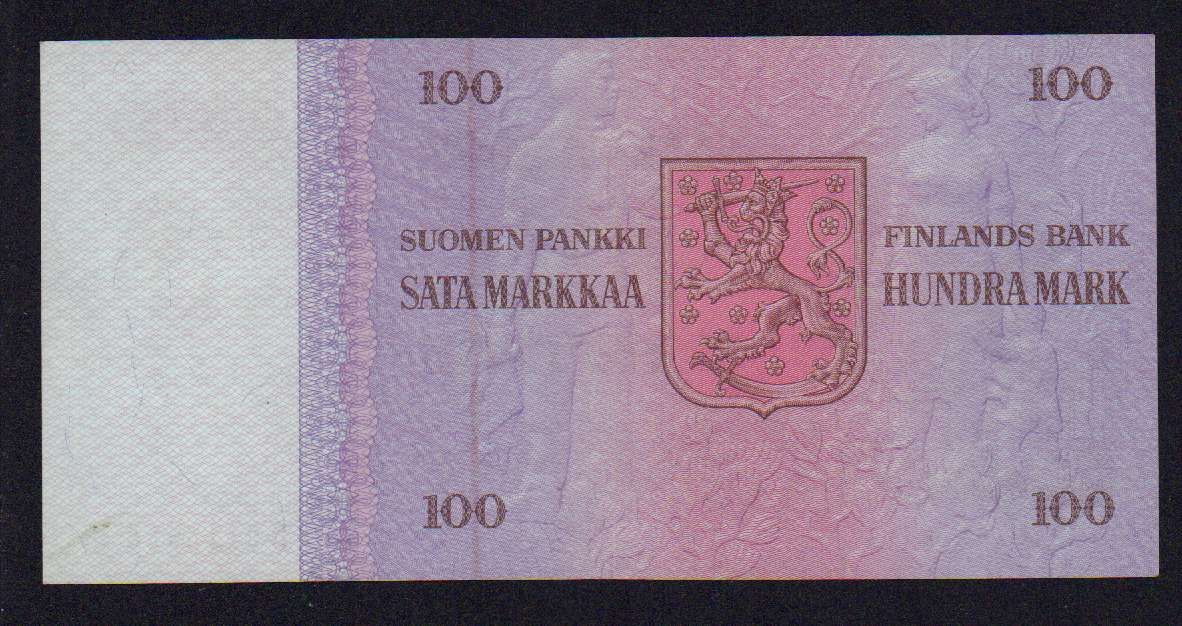 100
100
SUOMEN PANKKI
SATA MARKKAA
FINLANDS BANK
HUNDRA MARK
100
100